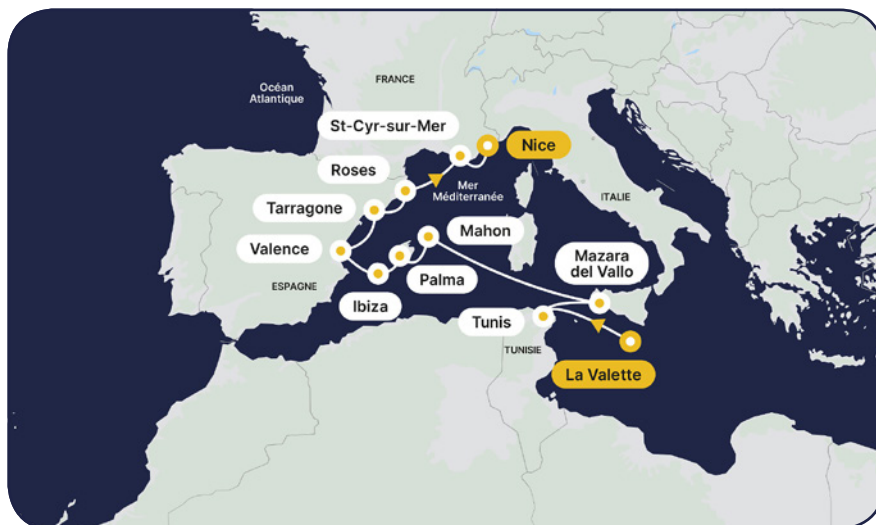 Océan
Atlantique
FRANCE
St-Cyr-sur-Mer
Nice
Roses
Mer
Méditerranée
ITALIE
Tarragone
Mahon
Valence
Mazara
del Vallo
Palma
ESPAGNE
Ibiza
Tunis
TUNISIE
La Valette